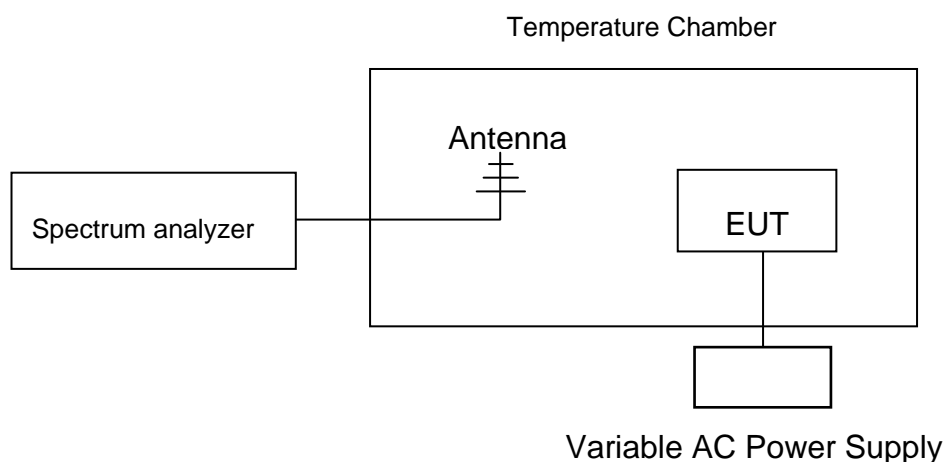 Temperature Chamber
Antenna
Spectrum analyzer
EUT
Variable AC Power Supply